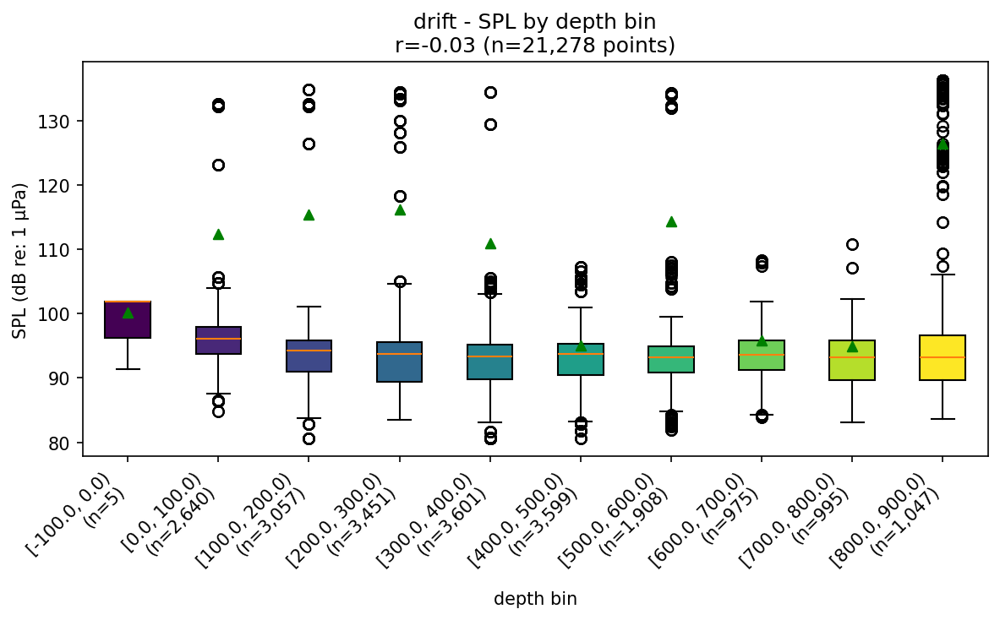 drift - SPL by depth bin
r=-0.03 (n=21,278 points)
SPL (dB re: 1 μPa)
130
120
110
100
90
80
[-100.0, 0.0)
(n=5)
[0.0, 100.0)
(n=2,640)
[100.0, 200.0)
(n=3,057)
[200.0, 300.0)
(n=3,451)
[300.0, 400.0)
(n=3,601)
[400.0, 500.0)
(n=3,599)
[500.0, 600.0)
(n=1,908)
[600.0, 700.0)
(n=975)
[700.0, 800.0)
(n=995)
[800.0, 900.0)
(n=1,047)
depth bin